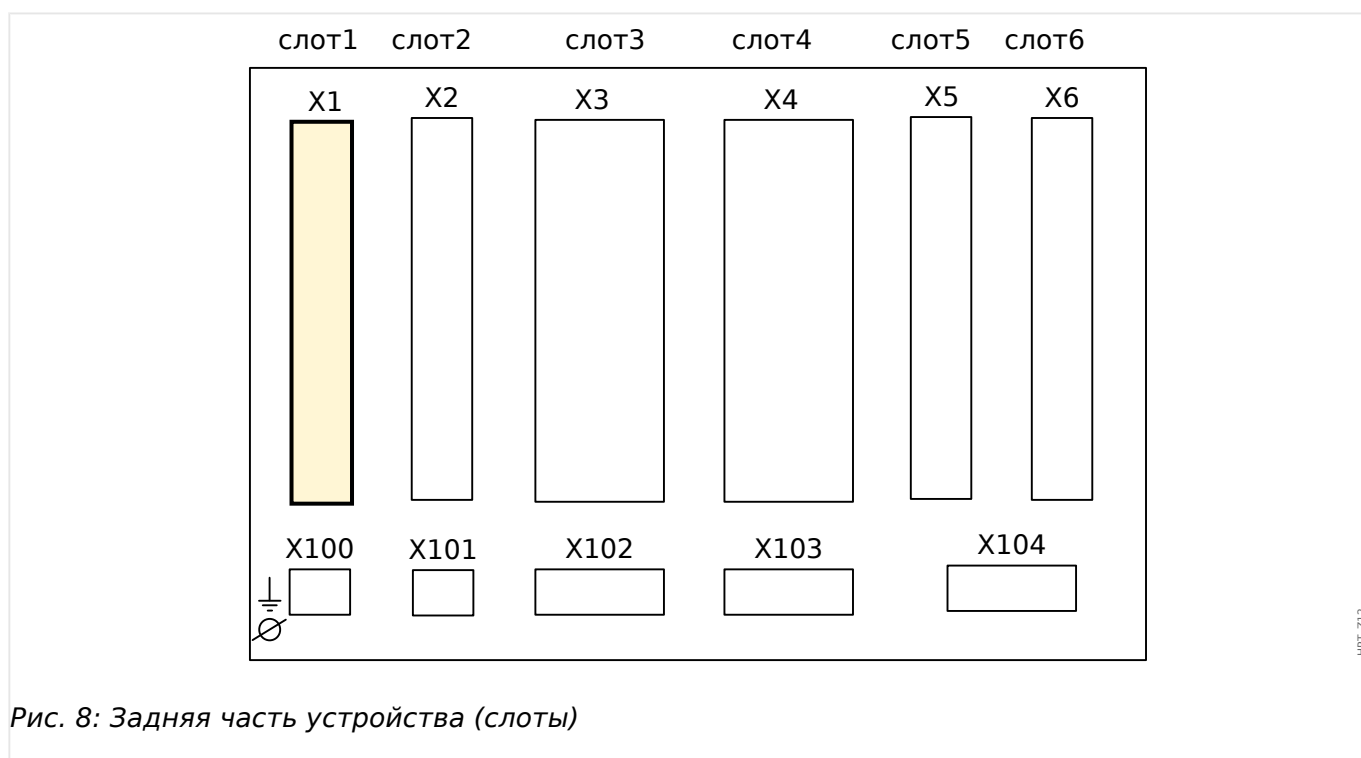 слот1 слот2 слот3 слот4 слот5 слот6
X1 X2 X3 X4 X5 X6
X100 X101 X102 X103 X104
Рис. 8: Задняя часть устройства (слоты)